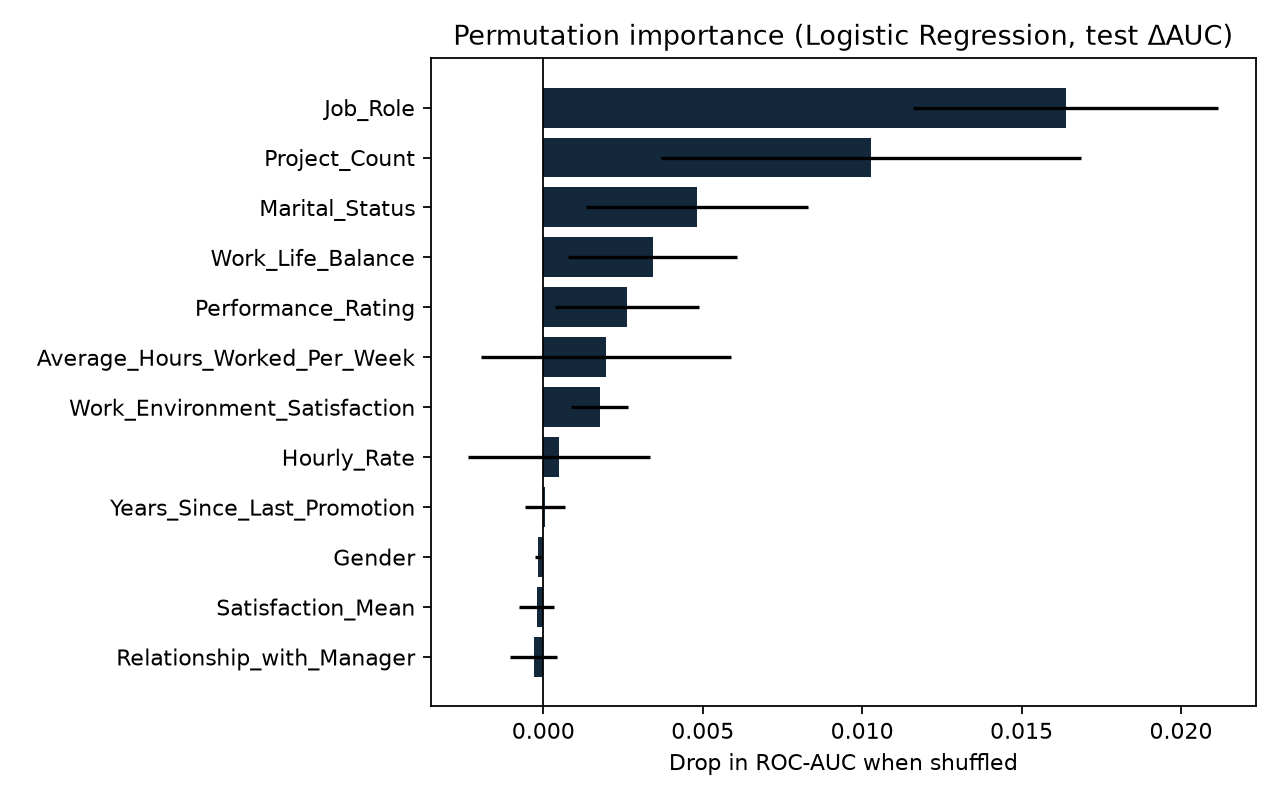 Permutation importance (Logistic Regression, test ΔAUC)
Job_Role
Project_Count
Marital_Status
Work_Life_Balance
Performance_Rating
Average_Hours_Worked_Per_Week
Work_Environment_Satisfaction
Hourly_Rate
Years_Since_Last_Promotion
Gender
Satisfaction_Mean
Relationship_with_Manager
0.000 0.005 0.010 0.015 0.020
Drop in ROC-AUC when shuffled